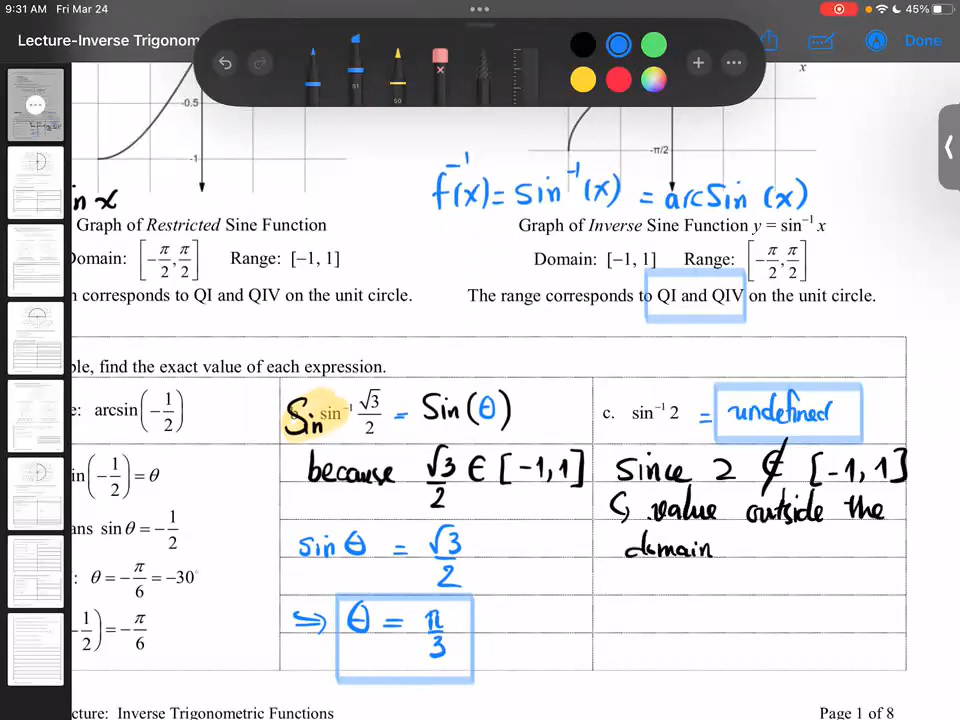 9:31 AM Fri Mar 24
45%
Lecture-Inverse Trigonom
Done
-0.5
-1
x
-π/2
in x
f⁻¹(x) = sin⁻¹(x) = arcsin (x)
Graph of Restricted Sine Function
Graph of Inverse Sine Function y = sin⁻¹ x
Domain: [-π/2, π/2] Range: [−1, 1]
Domain: [−1, 1] Range: [-π/2, π/2]
n corresponds to QI and QIV on the unit circle.
The range corresponds to QI and QIV on the unit circle.
ble, find the exact value of each expression.
e: arcsin(-1/2)
in(-1/2) = θ
ans sin θ = -1/2
: θ = -π/6 = -30°
1/2) = -π/6
Sin sin⁻¹ √3/2 = Sin(θ)
because √3/2 ∈ [-1,1]
sin θ = √3/2
⇒ θ = π/3
c. sin⁻¹ 2 = undefined
Since 2 ∉ [-1,1]
↳ value outside the
domain
cture: Inverse Trigonometric Functions
Page 1 of 8